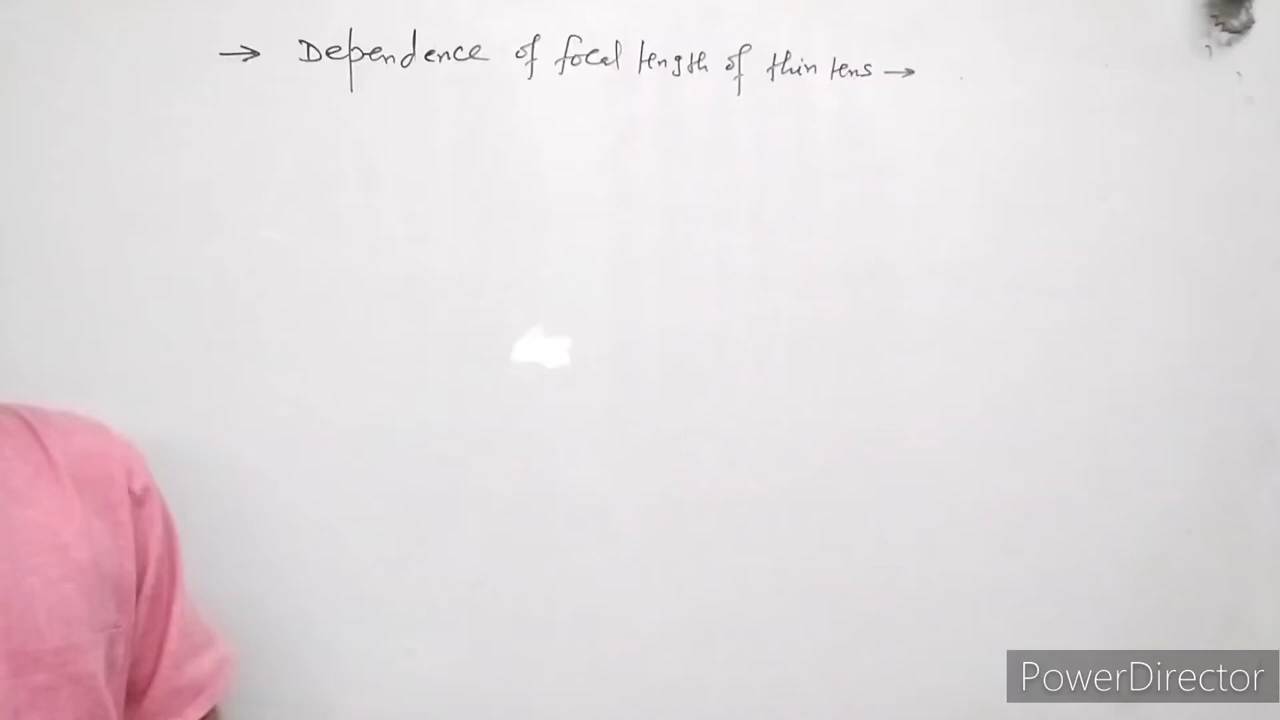 → Dependence of focal length of thin lens →
PowerDirector